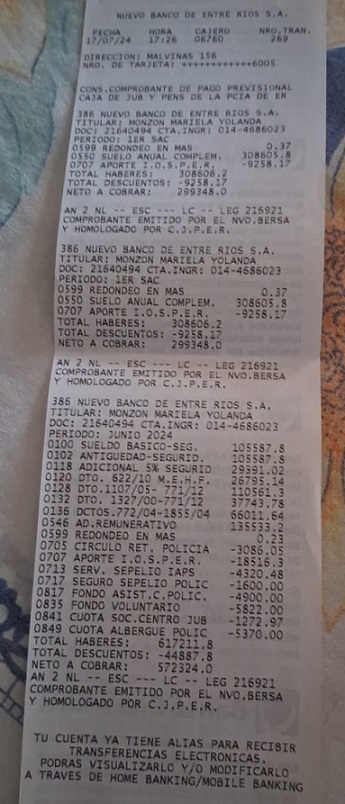 NUEVO BANCO DE ENTRE RIOS S.A.
FECHA HORA CAJERO NRO.TRAN.
17/07/24 17:26 06760 269
DIRECCION: MALVINAS 156
NRO. DE TARJETA: ++++++++++++6005
CONS.COMPROBANTE DE PAGO PREVISIONAL
CAJA DE JUB Y PENS DE LA PCIA DE ER
386 NUEVO BANCO DE ENTRE RIOS S.A.
TITULAR: MONZON MARIELA YOLANDA
DOC: 21640494 CTA.INGR: 014-4686023
PERIODO: 1ER SAC
0599 REDONDEO EN MAS 0.37
0550 SUELO ANUAL COMPLEM. 308605.8
0707 APORTE I.O.S.P.E.R. -9258.17
TOTAL HABERES: 308606.2
TOTAL DESCUENTOS: -9258.17
NETO A COBRAR: 299348.0
AN 2 NL -- ESC --- LC -- LEG 216921
COMPROBANTE EMITIDO POR EL NVO.BERSA
Y HOMOLOGADO POR C.J.P.E.R.
386 NUEVO BANCO DE ENTRE RIOS S.A.
TITULAR: MONZON MARIELA YOLANDA
DOC: 21640494 CTA.INGR: 014-4686023
PERIODO: 1ER SAC
0599 REDONDEO EN MAS 0.37
0550 SUELO ANUAL COMPLEM. 308605.8
0707 APORTE I.O.S.P.E.R. -9258.17
TOTAL HABERES: 308606.2
TOTAL DESCUENTOS: -9258.17
NETO A COBRAR: 299348.0
AN 2 NL -- ESC --- LC -- LEG 216921
COMPROBANTE EMITIDO POR EL NVO.BERSA
Y HOMOLOGADO POR C.J.P.E.R.
386 NUEVO BANCO DE ENTRE RIOS S.A.
TITULAR: MONZON MARIELA YOLANDA
DOC: 21640494 CTA.INGR: 014-4686023
PERIODO: JUNIO 2024
0100 SUELDO BASICO-SEG. 105587.8
0102 ANTIGUEDAD-SEGURID. 105587.8
0118 ADICIONAL 5% SEGURID 29391.02
0120 DTO. 622/10 M.E.H.F. 26795.14
0128 DTO.1107/05- 771/12 110561.3
0132 DTO. 1327/00-771/12 37743.78
0136 DCTOS.772/04-1855/04 66011.64
0546 AD.REMUNERATIVO 135533.2
0599 REDONDEO EN MAS 0.23
0705 CIRCULO RET. POLICIA -3086.05
0707 APORTE I.O.S.P.E.R. -18516.3
0713 SERV. SEPELIO IAPS -4320.48
0717 SEGURO SEPELIO POLIC -1600.00
0817 FONDO ASIST.C.POLIC. -4900.00
0835 FONDO VOLUNTARIO -5822.00
0841 CUOTA SOC.CENTRO JUB -1272.97
0849 CUOTA ALBERGUE POLIC -5370.00
TOTAL HABERES: 617211.8
TOTAL DESCUENTOS: -44887.8
NETO A COBRAR: 572324.0
AN 2 NL -- ESC --- LC -- LEG 216921
COMPROBANTE EMITIDO POR EL NVO.BERSA
Y HOMOLOGADO POR C.J.P.E.R.
TU CUENTA YA TIENE ALIAS PARA RECIBIR
TRANSFERENCIAS ELECTRONICAS.
PODRAS VISUALIZARLO Y/O MODIFICARLO
A TRAVES DE HOME BANKING/MOBILE BANKING